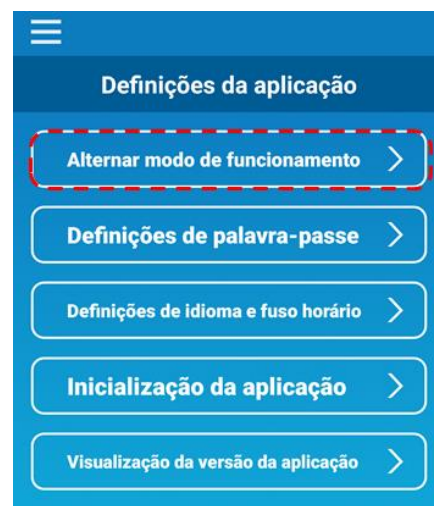 Definições da aplicação
Alternar modo de funcionamento
Definições de palavra-passe
Definições de idioma e fuso horário
Inicialização da aplicação
Visualização da versão da aplicação